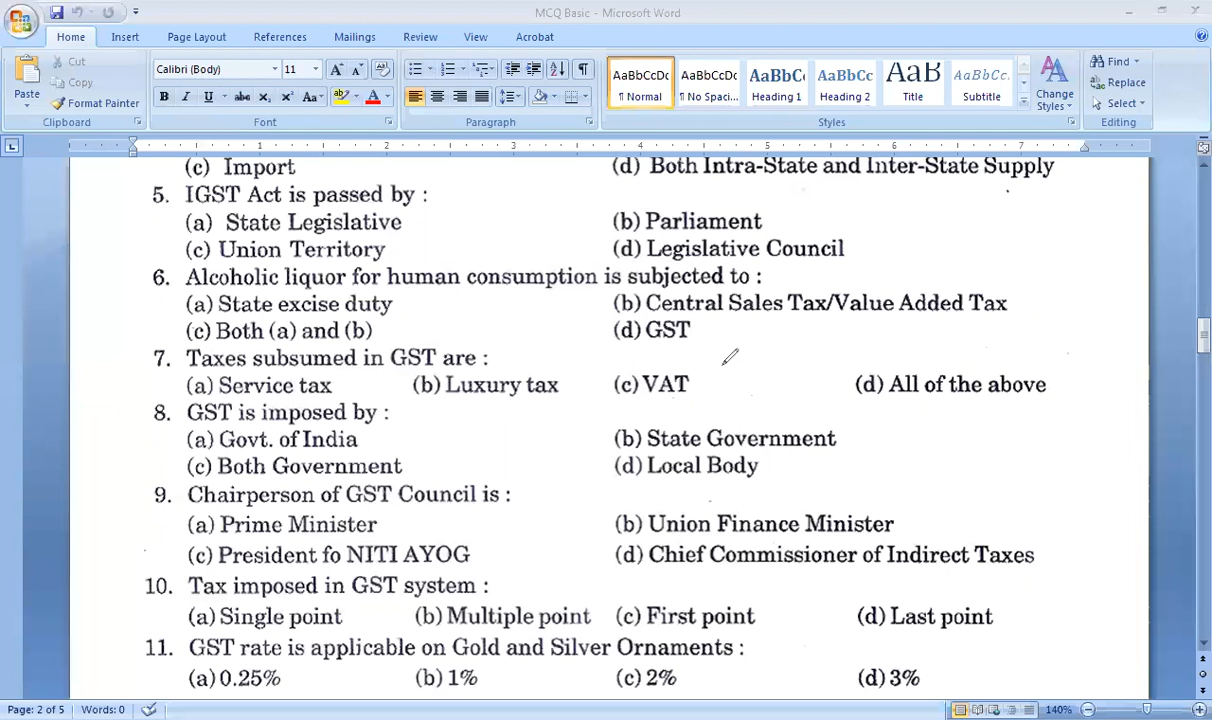 MCQ Basic - Microsoft Word
Home Insert Page Layout References Mailings Review View Acrobat
Cut
Copy
Paste
Format Painter
Clipboard
Calibri (Body) 11
Font
Paragraph
AaBbCcDc AaBbCcDc AaBbC AaBbCc AaB AaBbCcDc
¶ Normal ¶ No Spaci... Heading 1 Heading 2 Title Subtitle
Styles
Change Styles
Find
Replace
Select
Editing
1 2 3 4 5 6 7
(c) Import (d) Both Intra-State and Inter-State Supply
5. IGST Act is passed by :
(a) State Legislative (b) Parliament
(c) Union Territory (d) Legislative Council
6. Alcoholic liquor for human consumption is subjected to :
(a) State excise duty (b) Central Sales Tax/Value Added Tax
(c) Both (a) and (b) (d) GST
7. Taxes subsumed in GST are :
(a) Service tax (b) Luxury tax (c) VAT (d) All of the above
8. GST is imposed by :
(a) Govt. of India (b) State Government
(c) Both Government (d) Local Body
9. Chairperson of GST Council is :
(a) Prime Minister (b) Union Finance Minister
(c) President fo NITI AYOG (d) Chief Commissioner of Indirect Taxes
10. Tax imposed in GST system :
(a) Single point (b) Multiple point (c) First point (d) Last point
11. GST rate is applicable on Gold and Silver Ornaments :
(a) 0.25% (b) 1% (c) 2% (d) 3%
Page: 2 of 5 Words: 0 140%